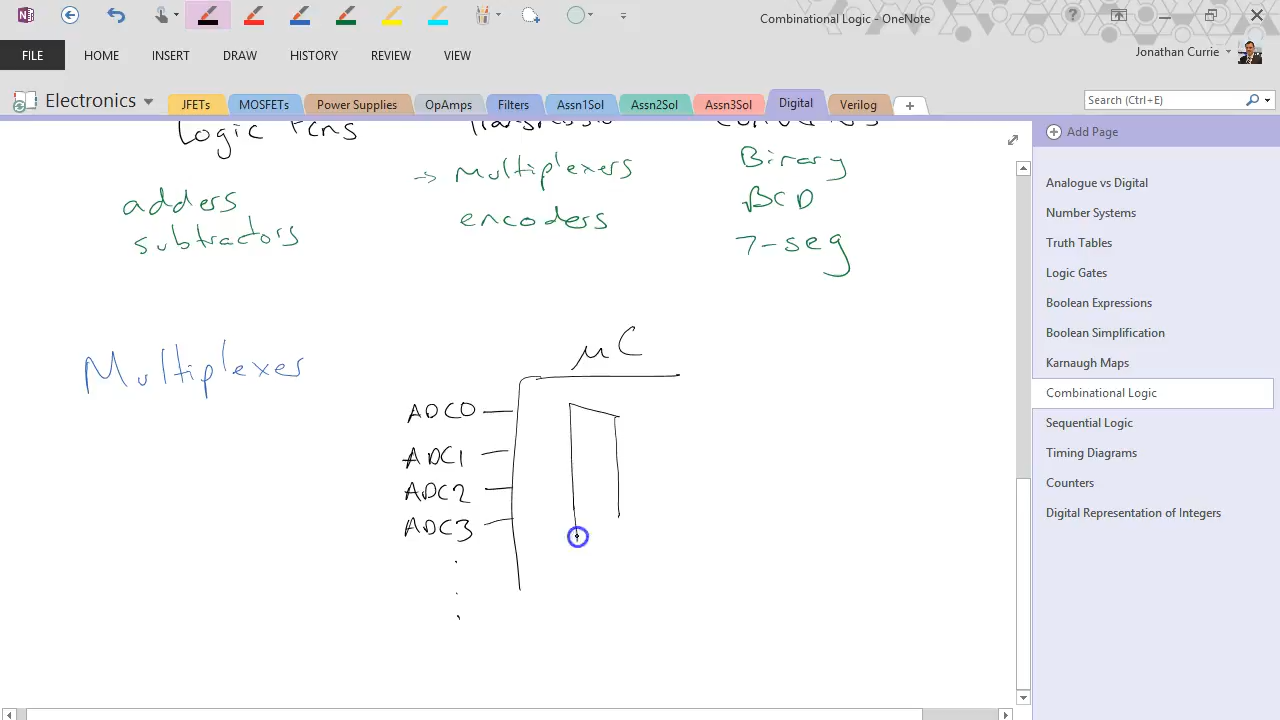 Combinational Logic - OneNote
?
Jonathan Currie
FILE HOME INSERT DRAW HISTORY REVIEW VIEW
Electronics
JFETs MOSFETs Power Supplies OpAmps Filters Assn1Sol Assn2Sol Assn3Sol Digital Verilog +
Search (Ctrl+E)
Add Page
Analogue vs Digital
Number Systems
Truth Tables
Logic Gates
Boolean Expressions
Boolean Simplification
Karnaugh Maps
Combinational Logic
Sequential Logic
Timing Diagrams
Counters
Digital Representation of Integers
Logic Fcns
adders
subtractors
→ Multiplexers
encoders
Binary
BCD
7-seg
Multiplexer
μC
ADC0
ADC1
ADC2
ADC3